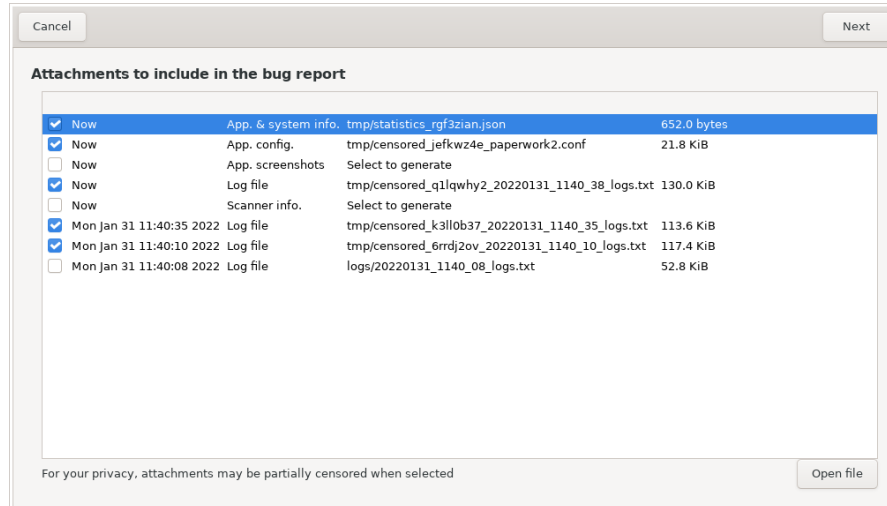 Cancel Next
Attachments to include in the bug report
Now App. & system info. tmp/statistics_rgf3zian.json 652.0 bytes
Now App. config. tmp/censored_jefkwz4e_paperwork2.conf 21.8 KiB
Now App. screenshots Select to generate
Now Log file tmp/censored_q1lqwhy2_20220131_1140_38_logs.txt 130.0 KiB
Now Scanner info. Select to generate
Mon Jan 31 11:40:35 2022 Log file tmp/censored_k3ll0b37_20220131_1140_35_logs.txt 113.6 KiB
Mon Jan 31 11:40:10 2022 Log file tmp/censored_6rrdj2ov_20220131_1140_10_logs.txt 117.4 KiB
Mon Jan 31 11:40:08 2022 Log file logs/20220131_1140_08_logs.txt 52.8 KiB
For your privacy, attachments may be partially censored when selected Open file